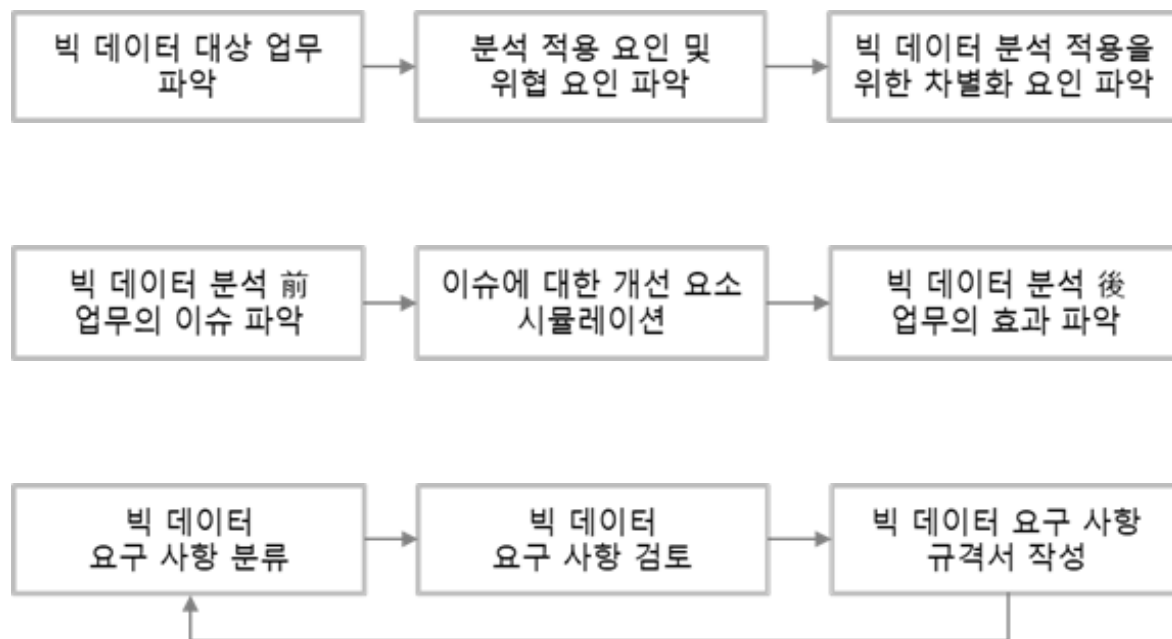 빅 데이터 대상 업무
파악
분석 적용 요인 및
위협 요인 파악
빅 데이터 분석 적용을
위한 차별화 요인 파악
빅 데이터 분석 前
업무의 이슈 파악
이슈에 대한 개선 요소
시뮬레이션
빅 데이터 분석 後
업무의 효과 파악
빅 데이터
요구 사항 분류
빅 데이터
요구 사항 검토
빅 데이터 요구 사항
규격서 작성